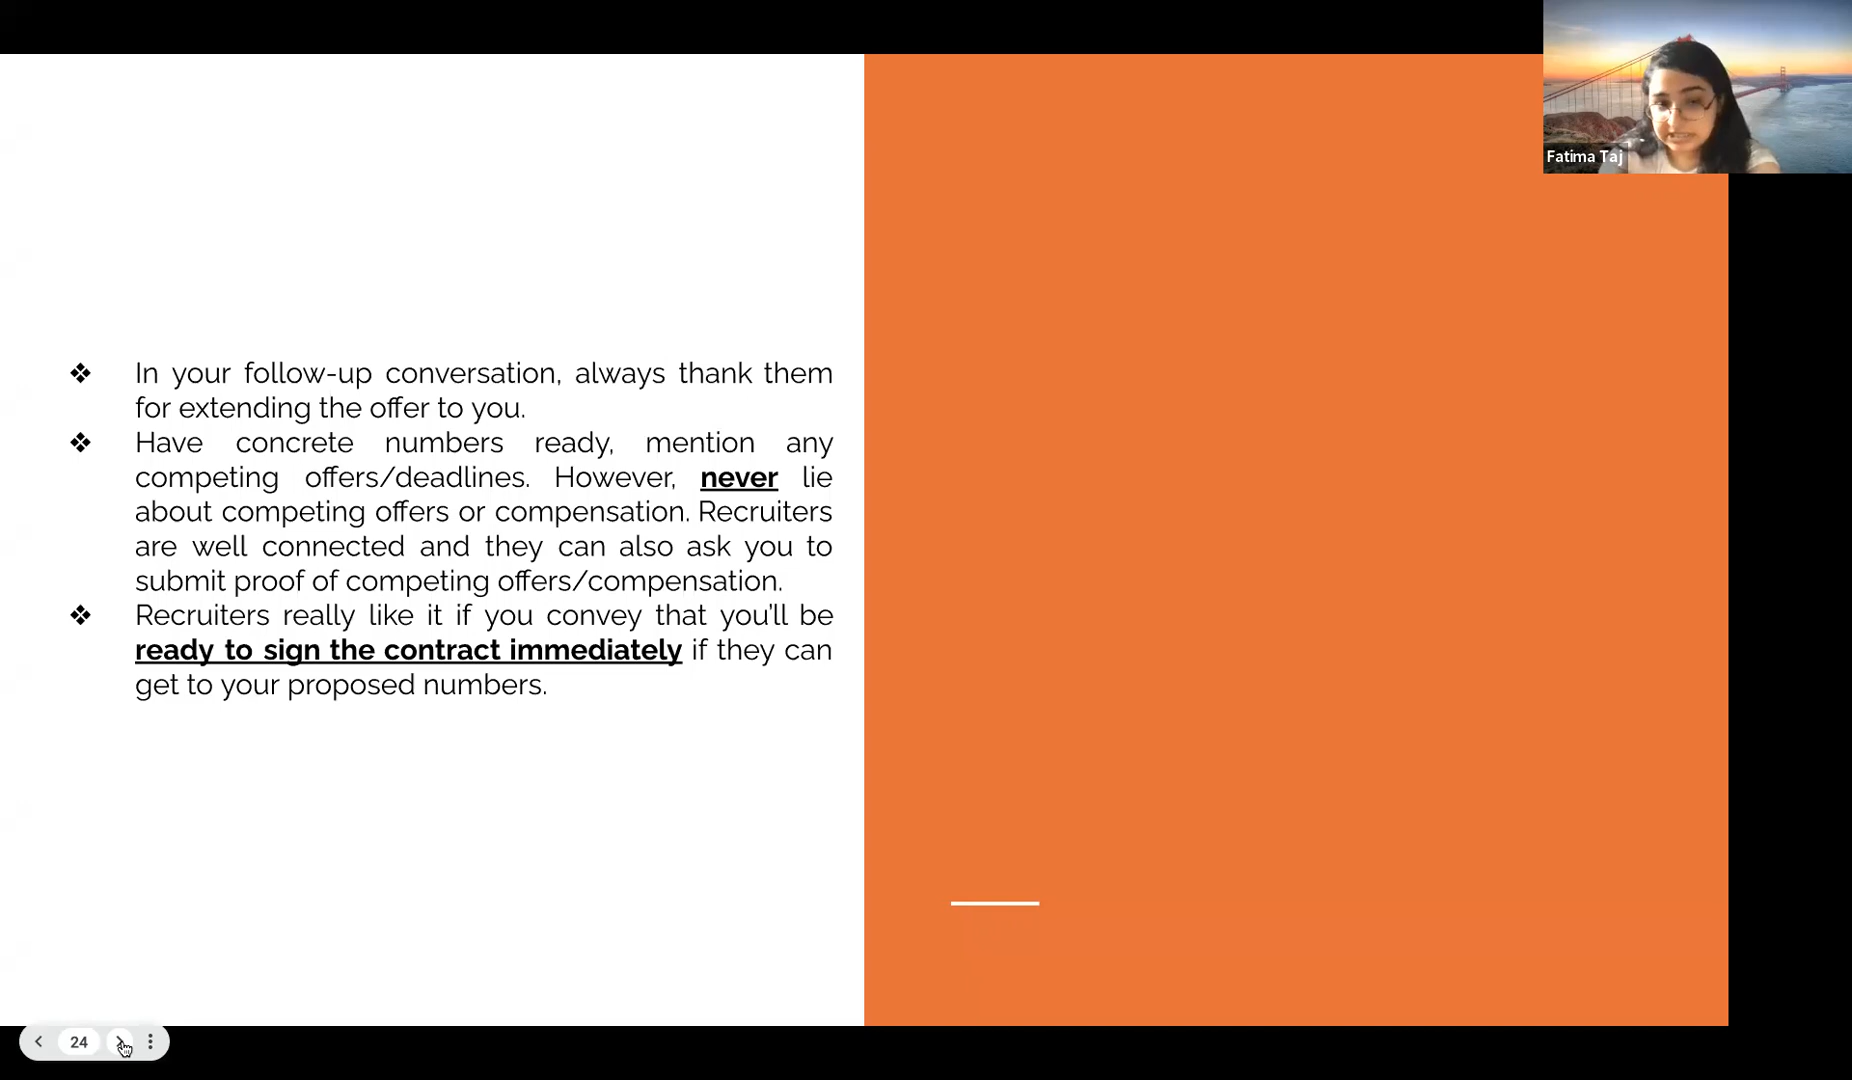 Fatima Taj
❖ In your follow-up conversation, always thank them
for extending the offer to you.
❖ Have concrete numbers ready, mention any
competing offers/deadlines. However, never lie
about competing offers or compensation. Recruiters
are well connected and they can also ask you to
submit proof of competing offers/compensation.
❖ Recruiters really like it if you convey that you'll be
ready to sign the contract immediately if they can
get to your proposed numbers.
24